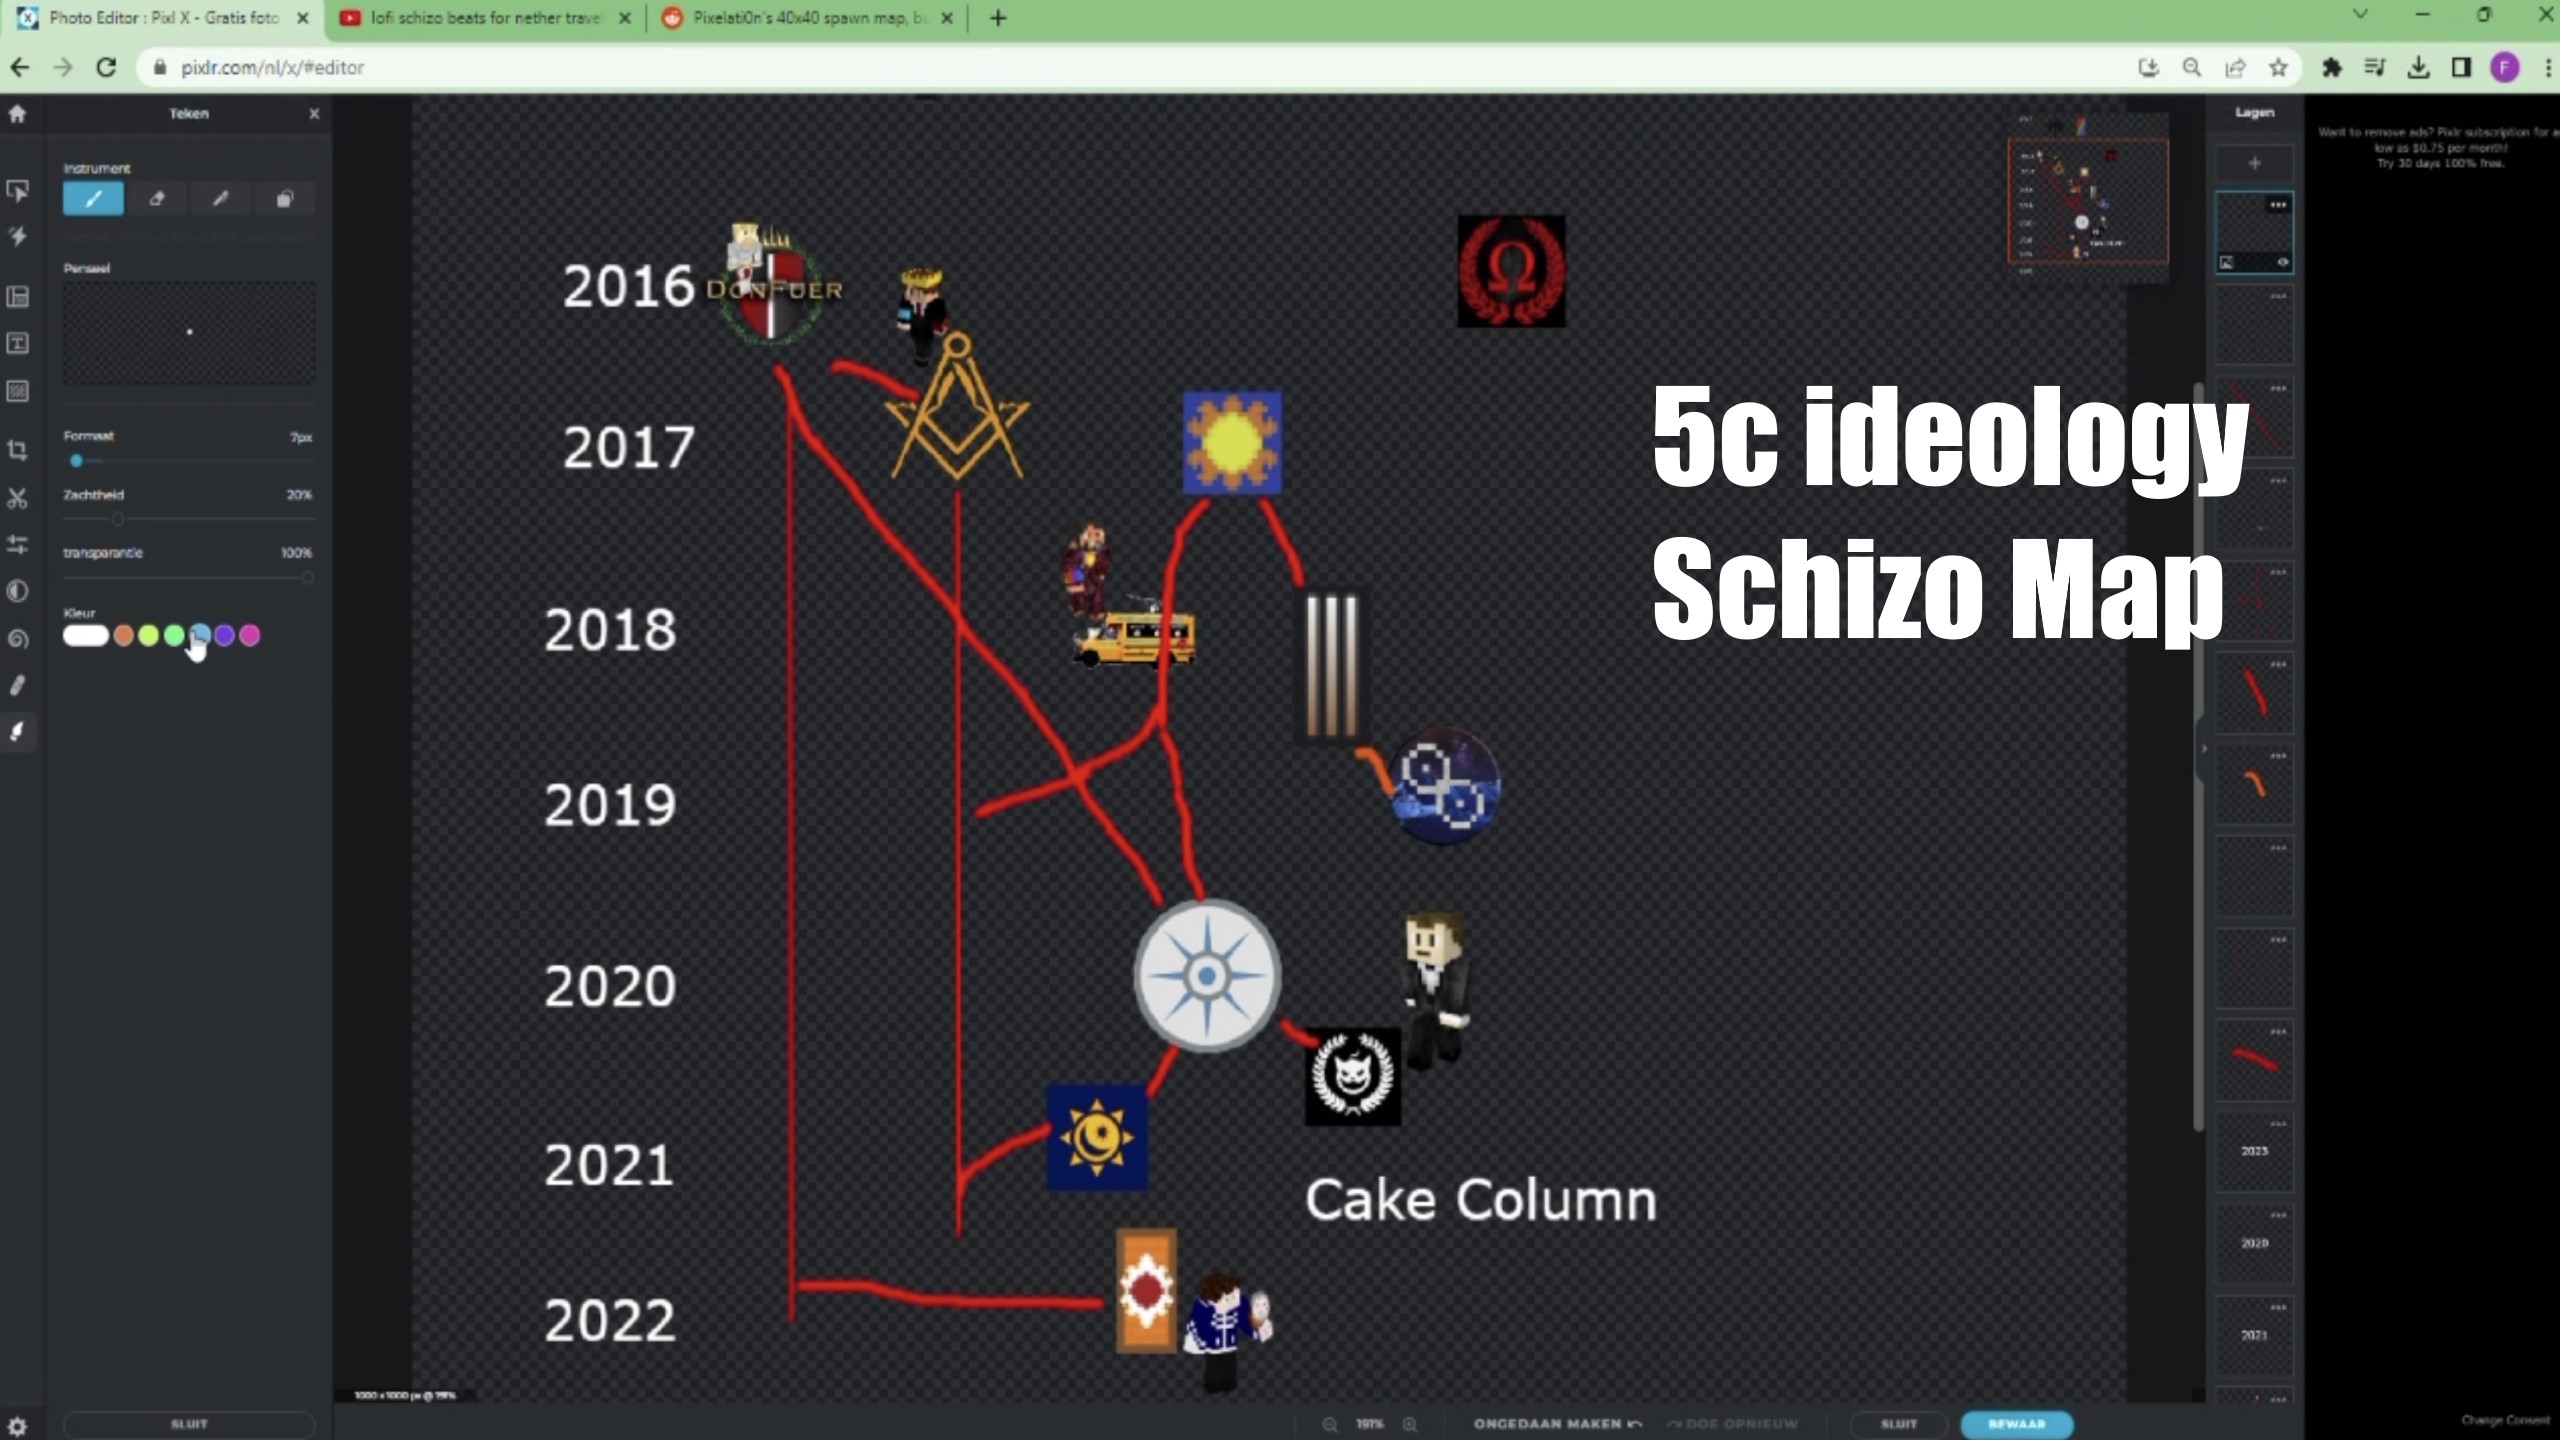 Photo Editor : Pixl X - Gratis foto
lofi schizo beats for nether trave
Pixelati0n's 40x40 spawn map, bu
pixlr.com/nl/x/#editor
F
Teken
Instrument
Penseel
Formaat
7px
Zachtheid
20%
transparantie
100%
Kleur
SLUIT
2016
DONFUER
Ω
2017
2018
2019
2020
2021
2022
Cake Column
5c ideology
Schizo Map
1000 x 1000 px @ 191%
191%
ONGEDAAN MAKEN
DOE OPNIEUW
SLUIT
BEWAAR
Lagen
2023
2020
2021
Want to remove ads? Pixlr subscription for a
low as $0.75 per month!
Try 30 days 100% free.
Change Consent